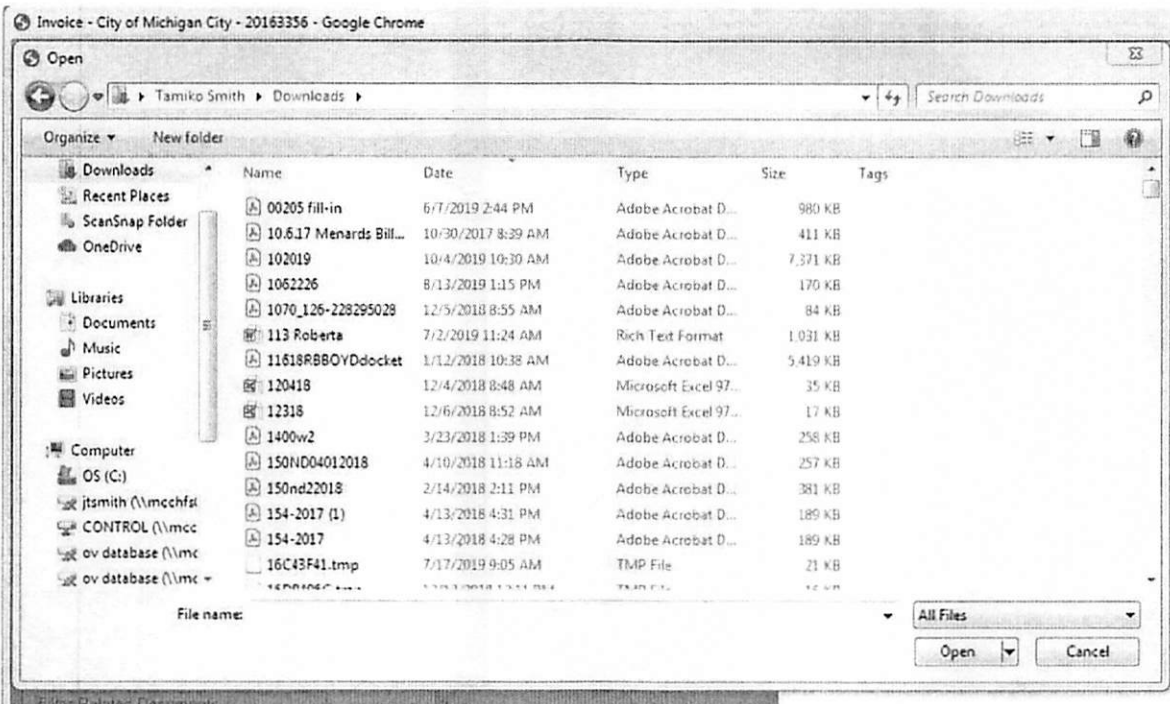 Invoice - City of Michigan City - 20163356 - Google Chrome
Open
Tamiko Smith ▸ Downloads ▸
Search Downloads
Organize ▾ New folder
Downloads
Recent Places
ScanSnap Folder
OneDrive
Libraries
Documents
Music
Pictures
Videos
Computer
OS (C:)
jtsmith (\\mcchfs(
CONTROL (\\mcc
ov database (\\mc
ov database (\\mc
Name Date Type Size Tags
00205 fill-in 6/7/2019 2:44 PM Adobe Acrobat D... 980 KB
10.6.17 Menards Bill... 10/30/2017 8:39 AM Adobe Acrobat D... 411 KB
102019 10/4/2019 10:30 AM Adobe Acrobat D... 7,371 KB
1062226 8/13/2019 1:15 PM Adobe Acrobat D... 170 KB
1070_126-228295028 12/5/2018 8:55 AM Adobe Acrobat D... 84 KB
113 Roberta 7/2/2019 11:24 AM Rich Text Format 1,031 KB
11618RBBOYDdocket 1/12/2018 10:38 AM Adobe Acrobat D... 5,419 KB
120418 12/4/2018 8:48 AM Microsoft Excel 97... 35 KB
12318 12/6/2018 8:52 AM Microsoft Excel 97... 17 KB
1400w2 3/23/2018 1:39 PM Adobe Acrobat D... 258 KB
150ND04012018 4/10/2018 11:18 AM Adobe Acrobat D... 257 KB
150nd22018 2/14/2018 2:11 PM Adobe Acrobat D... 381 KB
154-2017 (1) 4/13/2018 4:31 PM Adobe Acrobat D... 189 KB
154-2017 4/13/2018 4:28 PM Adobe Acrobat D... 189 KB
16C43F41.tmp 7/17/2019 9:05 AM TMP File 21 KB
File name:
All Files
Open
Cancel